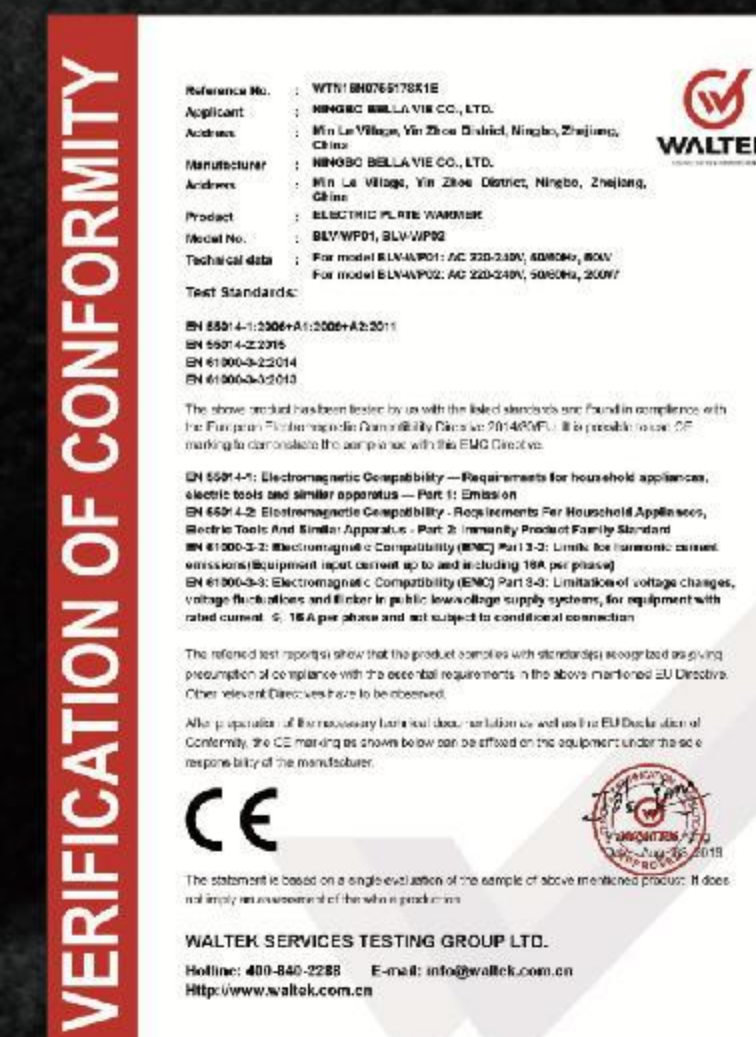 VERIFICATION OF CONFORMITY
WALTEK
Reference No. :
Applicant : NINGBO BELLA VIE CO., LTD.
Address : Min Le Village, Yin Zhou District, Ningbo, Zhejiang,
China
Manufacturer : NINGBO BELLA VIE CO., LTD.
Address : Min Le Village, Yin Zhou District, Ningbo, Zhejiang,
China
Product : ELECTRIC PLATE WARMER
Model No. : BLV-WP01, BLV-WP02
Technical data : For model BLV-WP01: AC 220-240V, 50/60Hz,
For model BLV-WP02: AC 220-240V, 50/60Hz, 200W
Test Standards:
EN 55014-1:2006+A1:2009+A2:2011
EN 55014-2:2015
EN 61000-3-2:2014
EN 61000-3-3:2013
The above product has been tested by us with the listed standards and found in compliance with
the European Electromagnetic Compatibility Directive 2014/30/EU. It is possible to use CE
marking to demonstrate the compliance with this EMC Directive.
EN 55014-1: Electromagnetic Compatibility — Requirements for household appliances,
electric tools and similar apparatus — Part 1: Emission
EN 55014-2: Electromagnetic Compatibility - Requirements For Household Appliances,
Electric Tools And Similar Apparatus - Part 2: Immunity Product Family Standard
EN 61000-3-2: Electromagnetic Compatibility (EMC) Part 3-2: Limits for harmonic current
emissions(Equipment input current up to and including 16A per phase)
EN 61000-3-3: Electromagnetic Compatibility (EMC) Part 3-3: Limitation of voltage changes,
voltage fluctuations and flicker in public low-voltage supply systems, for equipment with
rated current 16A per phase and not subject to conditional connection
The referred test report(s) show that the product complies with standard(s) recognized as giving
presumption of compliance with the essential requirements in the above mentioned EU Directive.
Other relevant Directives have to be observed.
After preparation of the necessary technical documentation as well as the EU Declaration of
Conformity, the CE marking as shown below can be affixed on the equipment under the sole
responsibility of the manufacturer.
CE
APPROVED
The statement is based on a single evaluation of the sample of above mentioned product. It does
not imply an assessment of the whole production
WALTEK SERVICES TESTING GROUP LTD.
Hotline: 400-840-2288 E-mail: info@waltek.com.cn
Http://www.waltek.com.cn